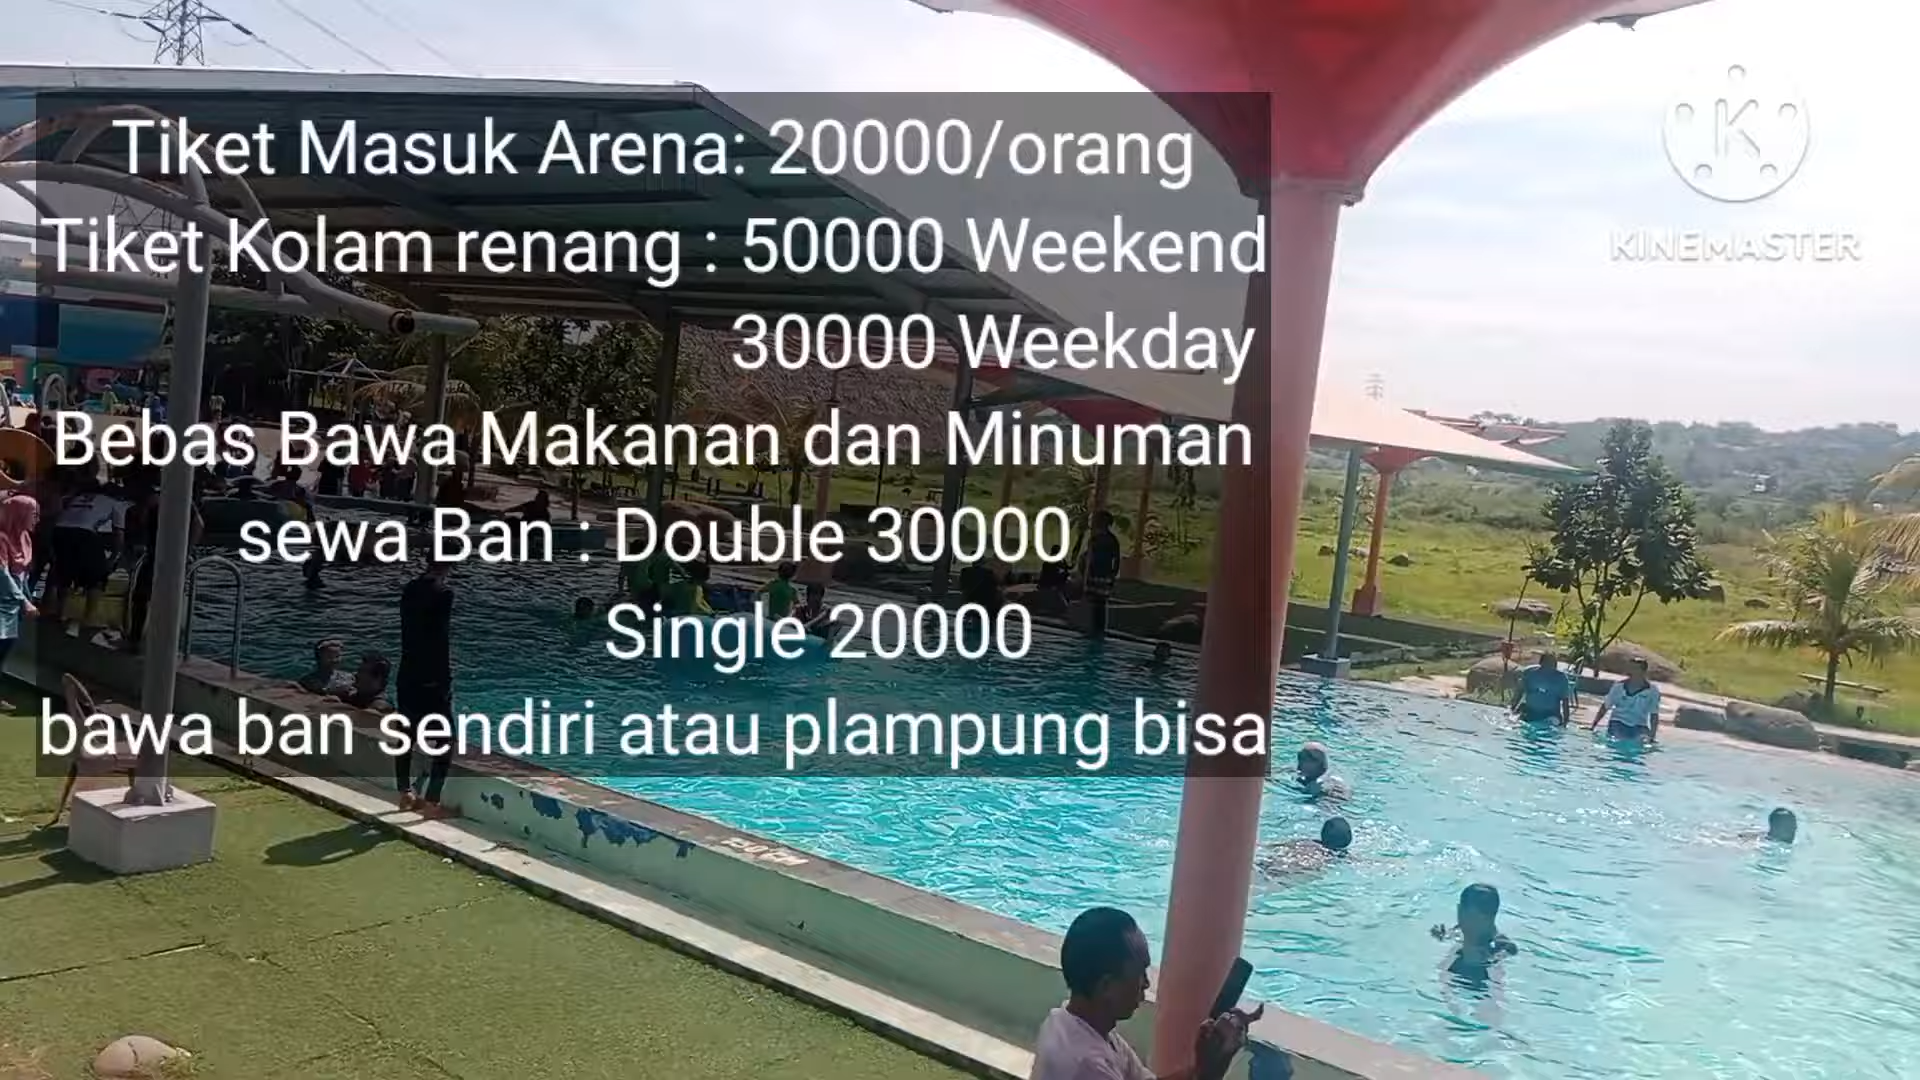 Tiket Masuk Arena: 20000/orang
Tiket Kolam renang : 50000 Weekend
30000 Weekday
Bebas Bawa Makanan dan Minuman
sewa Ban : Double 30000
Single 20000
bawa ban sendiri atau plampung bisa
K
KINEMASTER